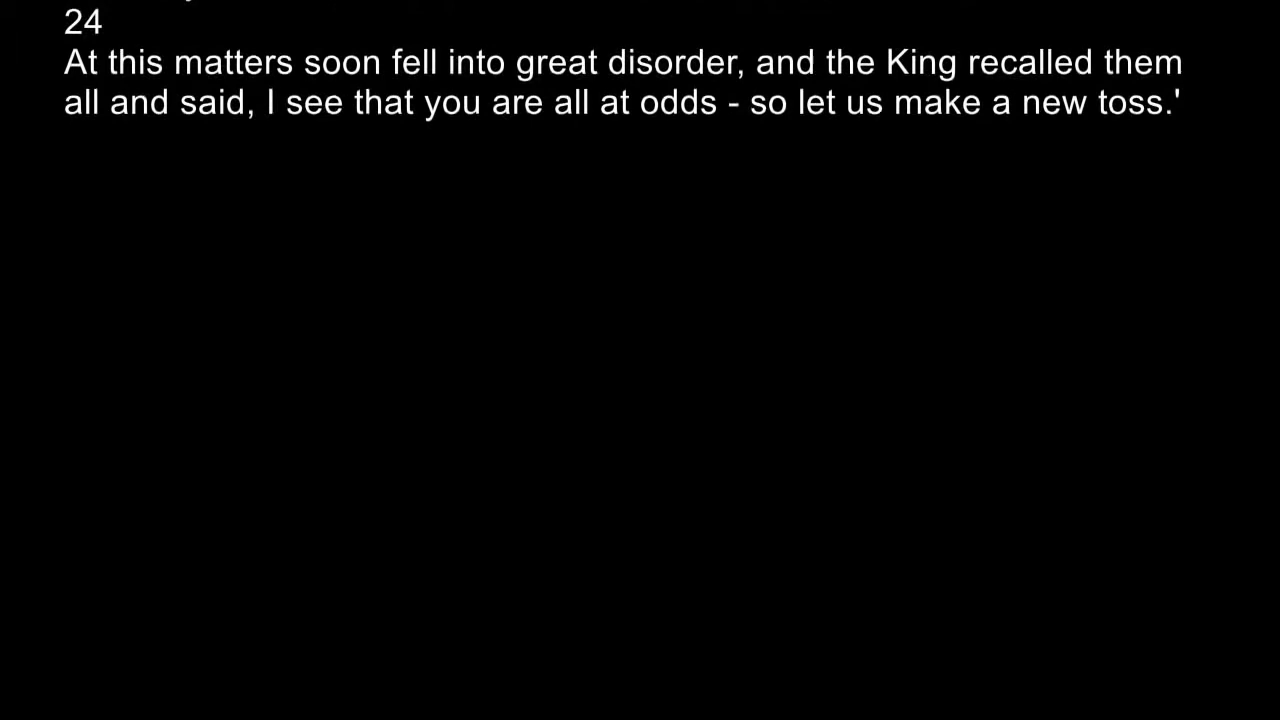 24
At this matters soon fell into great disorder, and the King recalled them
all and said, I see that you are all at odds - so let us make a new toss.'